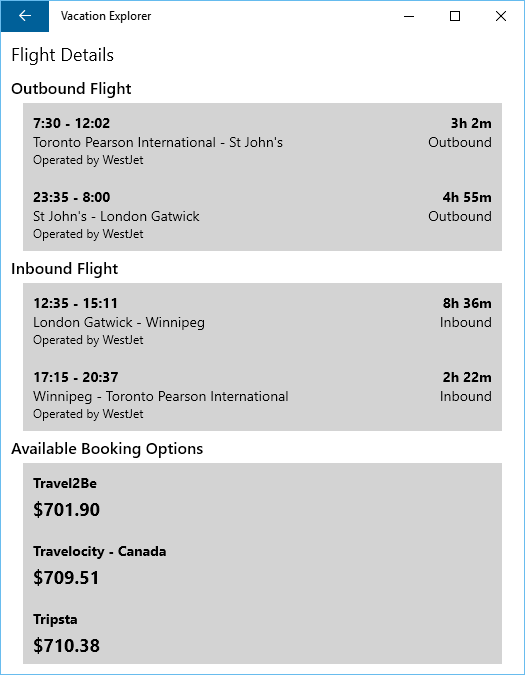 Vacation Explorer
Flight Details
Outbound Flight
7:30 - 12:02 3h 2m
Toronto Pearson International - St John's Outbound
Operated by WestJet
23:35 - 8:00 4h 55m
St John's - London Gatwick Outbound
Operated by WestJet
Inbound Flight
12:35 - 15:11 8h 36m
London Gatwick - Winnipeg Inbound
Operated by WestJet
17:15 - 20:37 2h 22m
Winnipeg - Toronto Pearson International Inbound
Operated by WestJet
Available Booking Options
Travel2Be
$701.90
Travelocity - Canada
$709.51
Tripsta
$710.38